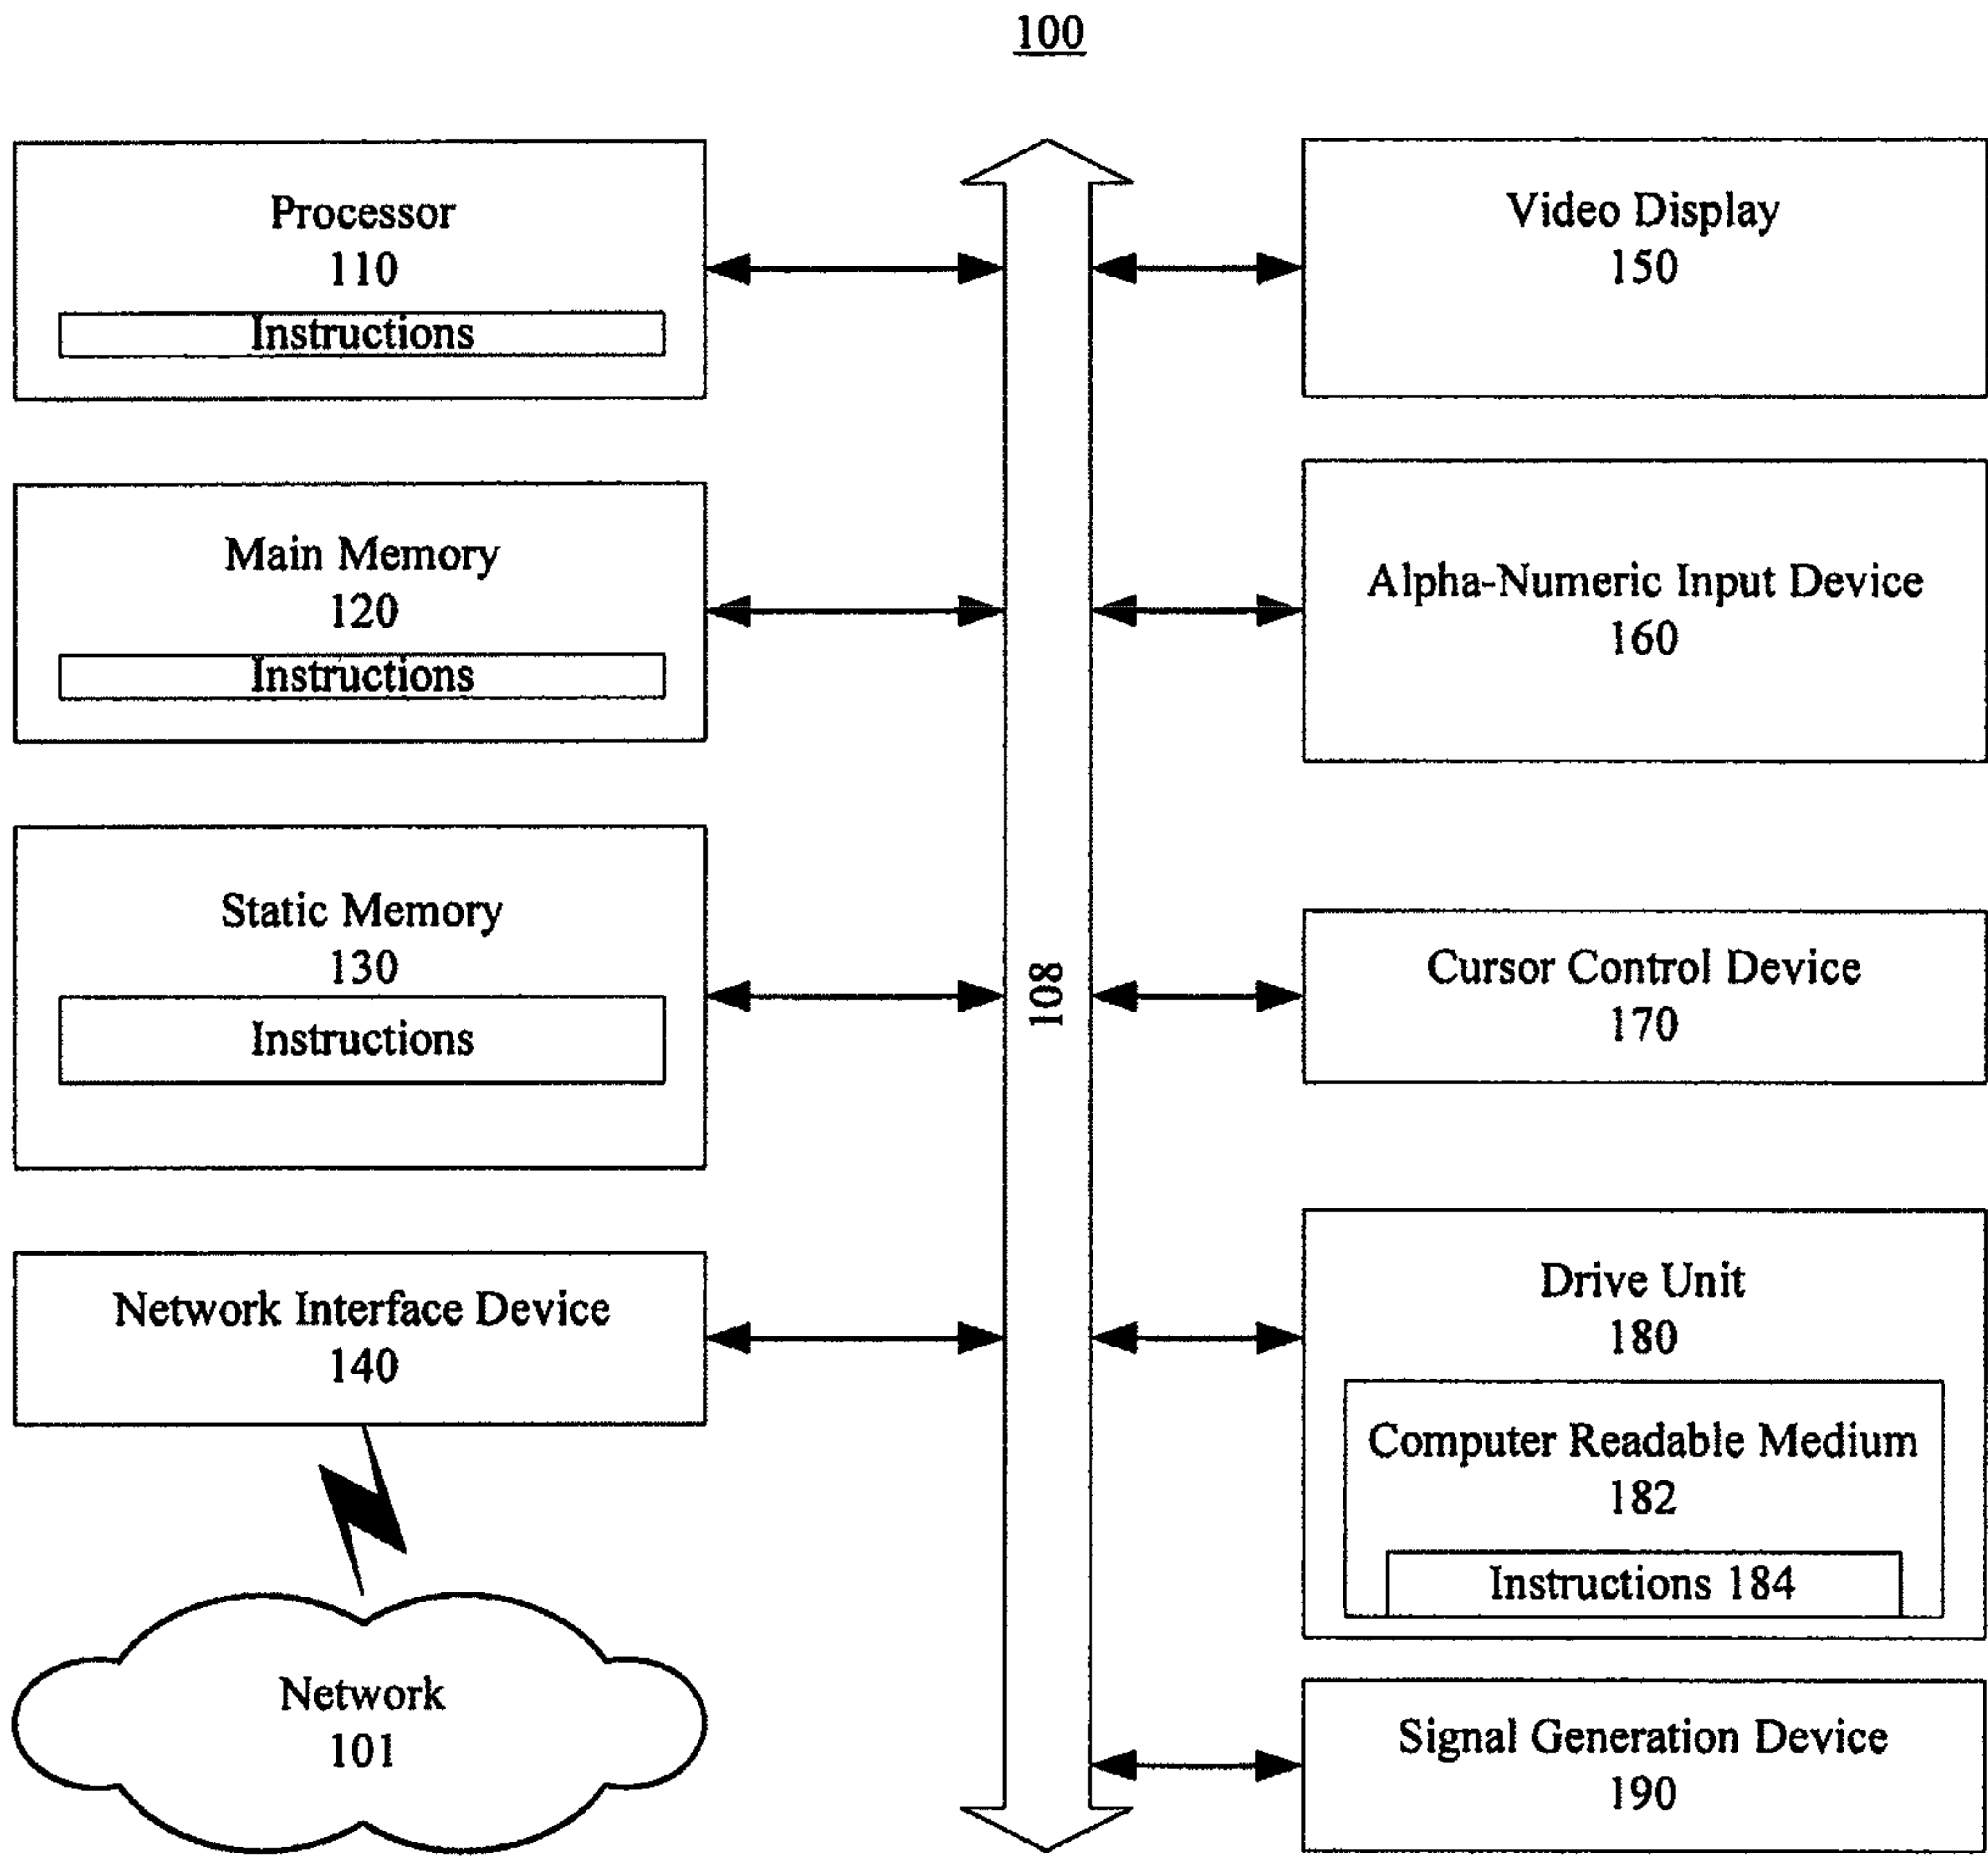 100
Processor
110
Instructions
Main Memory
120
Instructions
Static Memory
130
Instructions
Network Interface Device
140
Network
101
108
Video Display
150
Alpha-Numeric Input Device
160
Cursor Control Device
170
Drive Unit
180
Computer Readable Medium
182
Instructions 184
Signal Generation Device
190